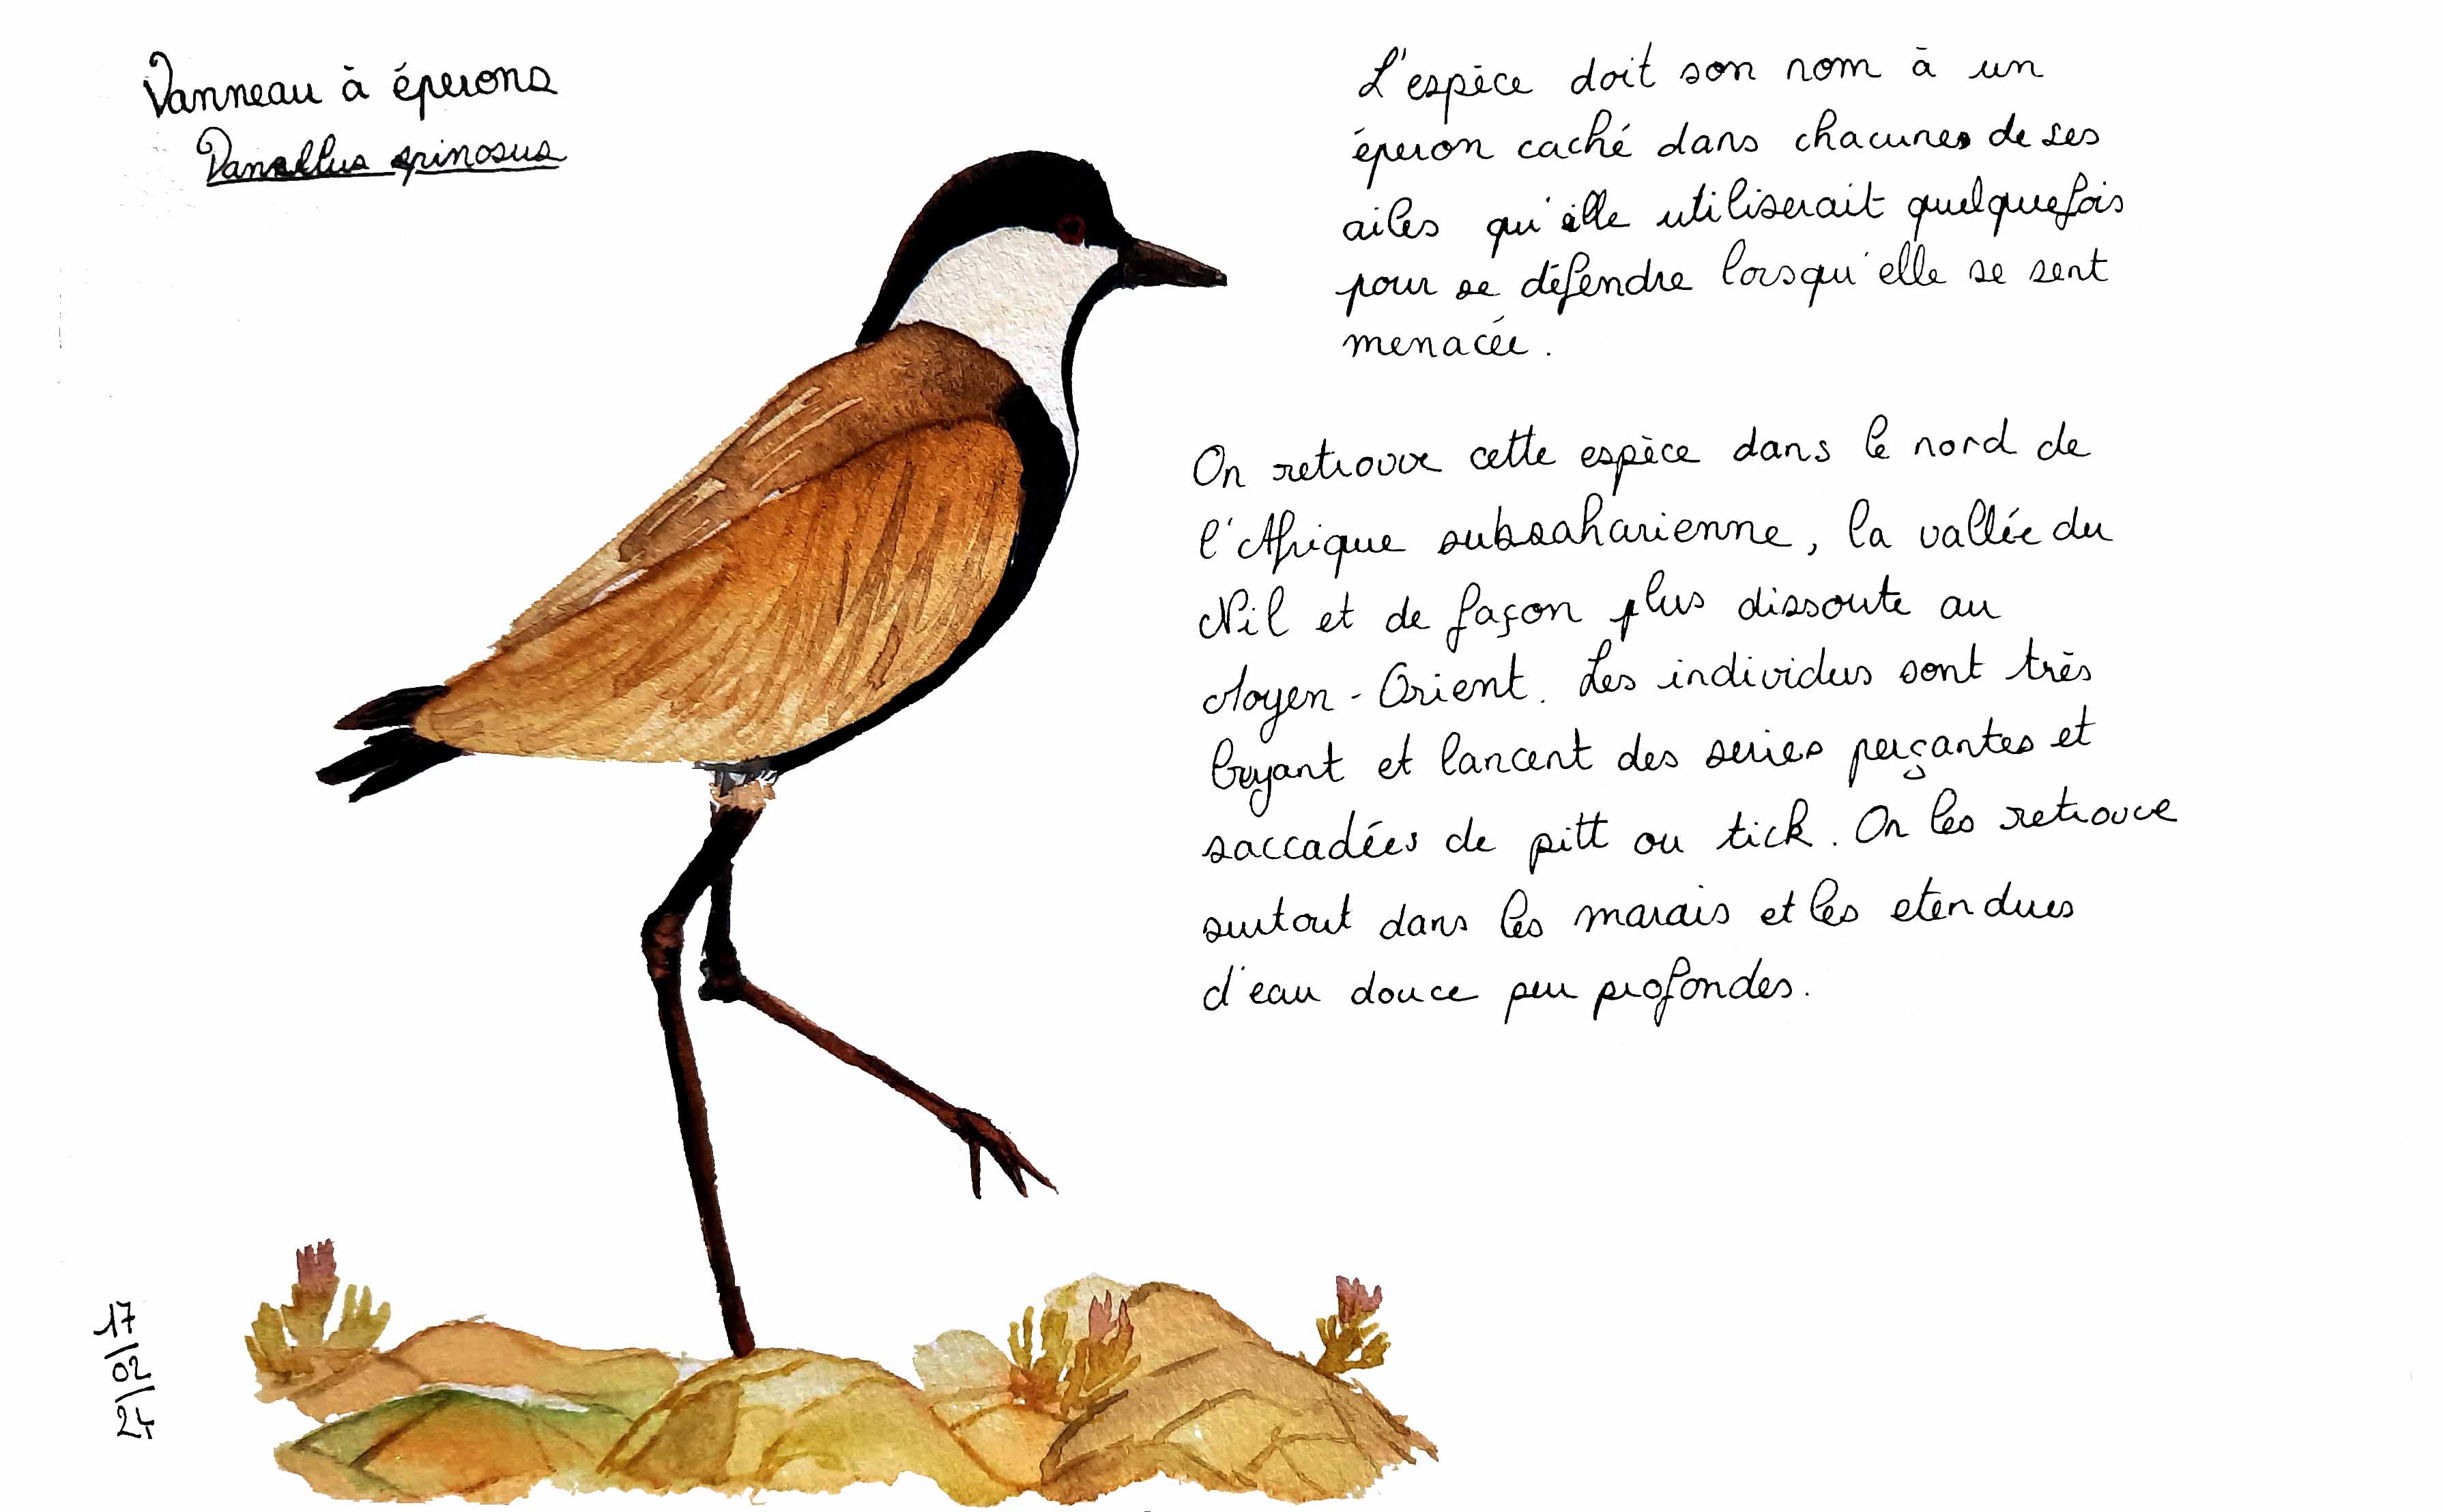 Vanneau à éperons
Vanellus spinosus
L'espèce doit son nom à un
éperon caché dans chacunes de ses
ailes qu'elle utiliserait quelquefois
pour se défendre lorsqu'elle se sent
menacée.
On retrouve cette espèce dans le nord de
l'Afrique subsaharienne, la vallée du
Nil et de façon plus dissoute au
Moyen-Orient. Les individus sont très
bruyant et lancent des series perçantes et
saccadées de pitt ou tick. On les retrouve
surtout dans les marais et les etendues
d'eau douce peu profondes.
17/02/24